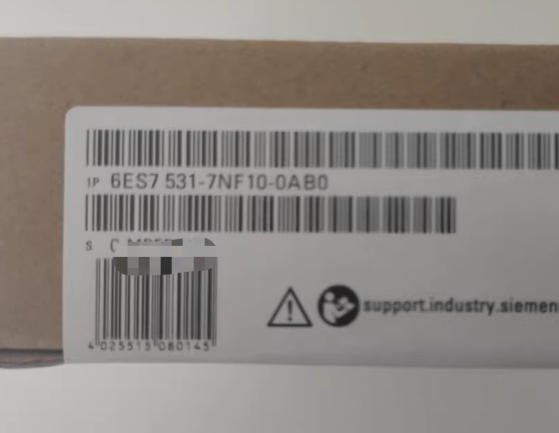 1P 6ES7 531-7NF10-0AB0
S
support.industry.siemen
4 025515 080145